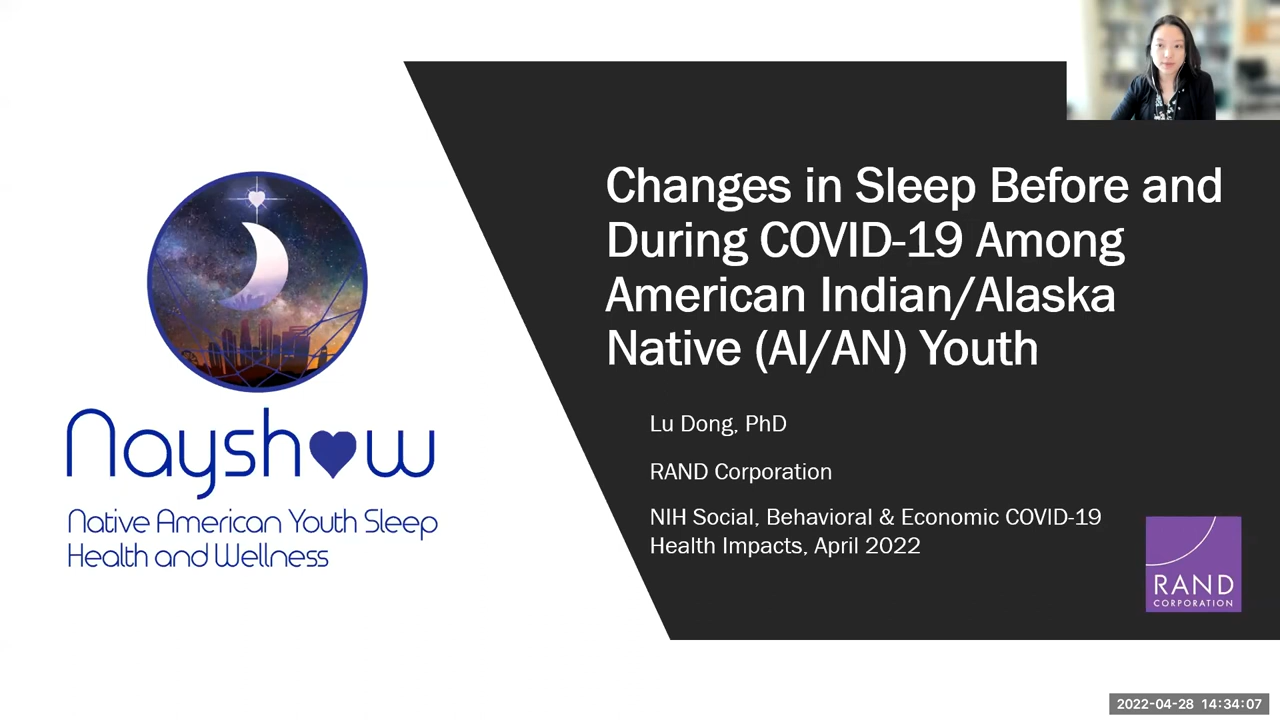 Nayshow
Native American Youth Sleep
Health and Wellness
Changes in Sleep Before and
During COVID-19 Among
American Indian/Alaska
Native (AI/AN) Youth
Lu Dong, PhD
RAND Corporation
NIH Social, Behavioral & Economic COVID-19
Health Impacts, April 2022
RAND
CORPORATION
2022-04-28 14:34:07